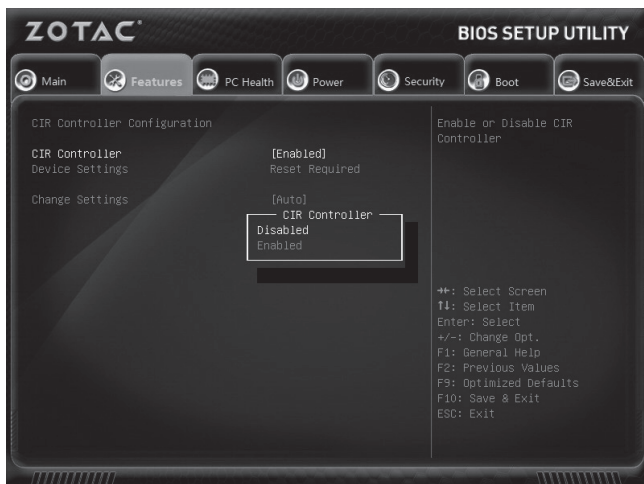 ZOTAC BIOS SETUP UTILITY
Main Features PC Health Power Security Boot Save&Exit
CIR Controller Configuration
CIR Controller [Enabled]
Device Settings Reset Required
Change Settings [Auto]
CIR Controller
Disabled
Enabled
Enable or Disable CIR
Controller
→←: Select Screen
↑↓: Select Item
Enter: Select
+/-: Change Opt.
F1: General Help
F2: Previous Values
F9: Optimized Defaults
F10: Save & Exit
ESC: Exit